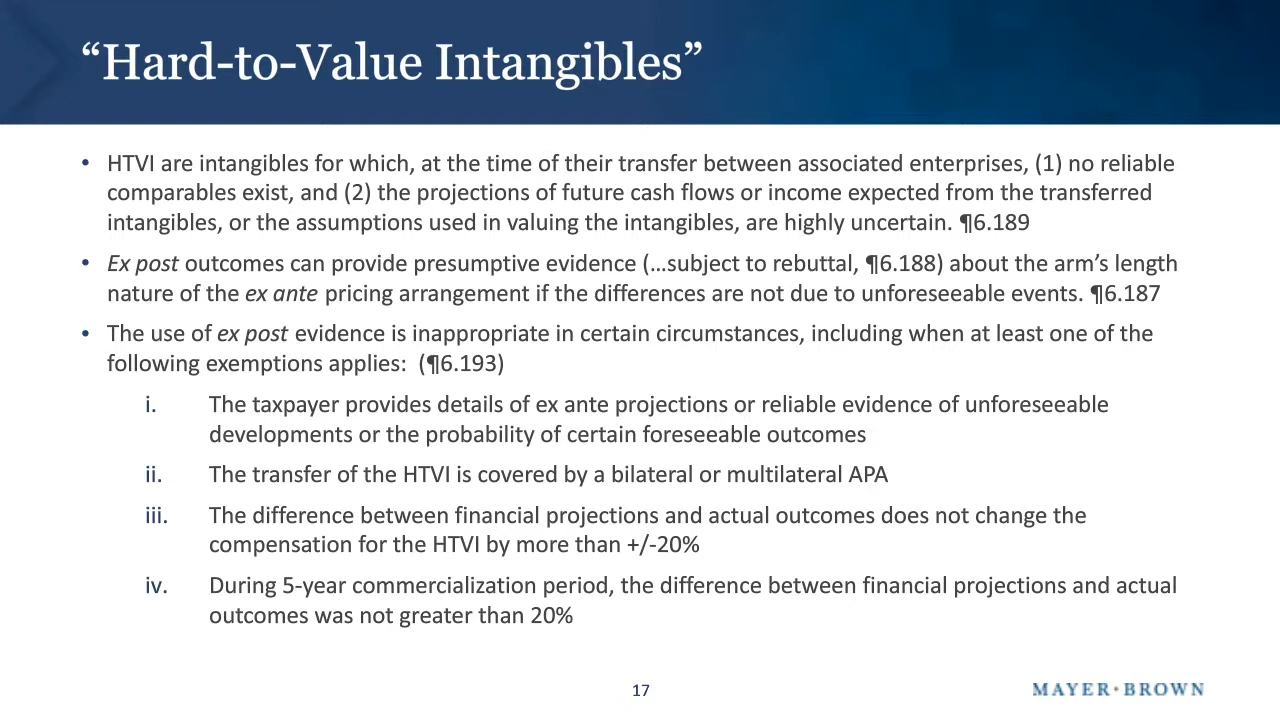 “Hard-to-Value Intangibles”
• HTVI are intangibles for which, at the time of their transfer between associated enterprises, (1) no reliable
comparables exist, and (2) the projections of future cash flows or income expected from the transferred
intangibles, or the assumptions used in valuing the intangibles, are highly uncertain. ¶6.189
• Ex post outcomes can provide presumptive evidence (…subject to rebuttal, ¶6.188) about the arm’s length
nature of the ex ante pricing arrangement if the differences are not due to unforeseeable events. ¶6.187
• The use of ex post evidence is inappropriate in certain circumstances, including when at least one of the
following exemptions applies: (¶6.193)
i. The taxpayer provides details of ex ante projections or reliable evidence of unforeseeable
developments or the probability of certain foreseeable outcomes
ii. The transfer of the HTVI is covered by a bilateral or multilateral APA
iii. The difference between financial projections and actual outcomes does not change the
compensation for the HTVI by more than +/-20%
iv. During 5-year commercialization period, the difference between financial projections and actual
outcomes was not greater than 20%
17
MAYER·BROWN